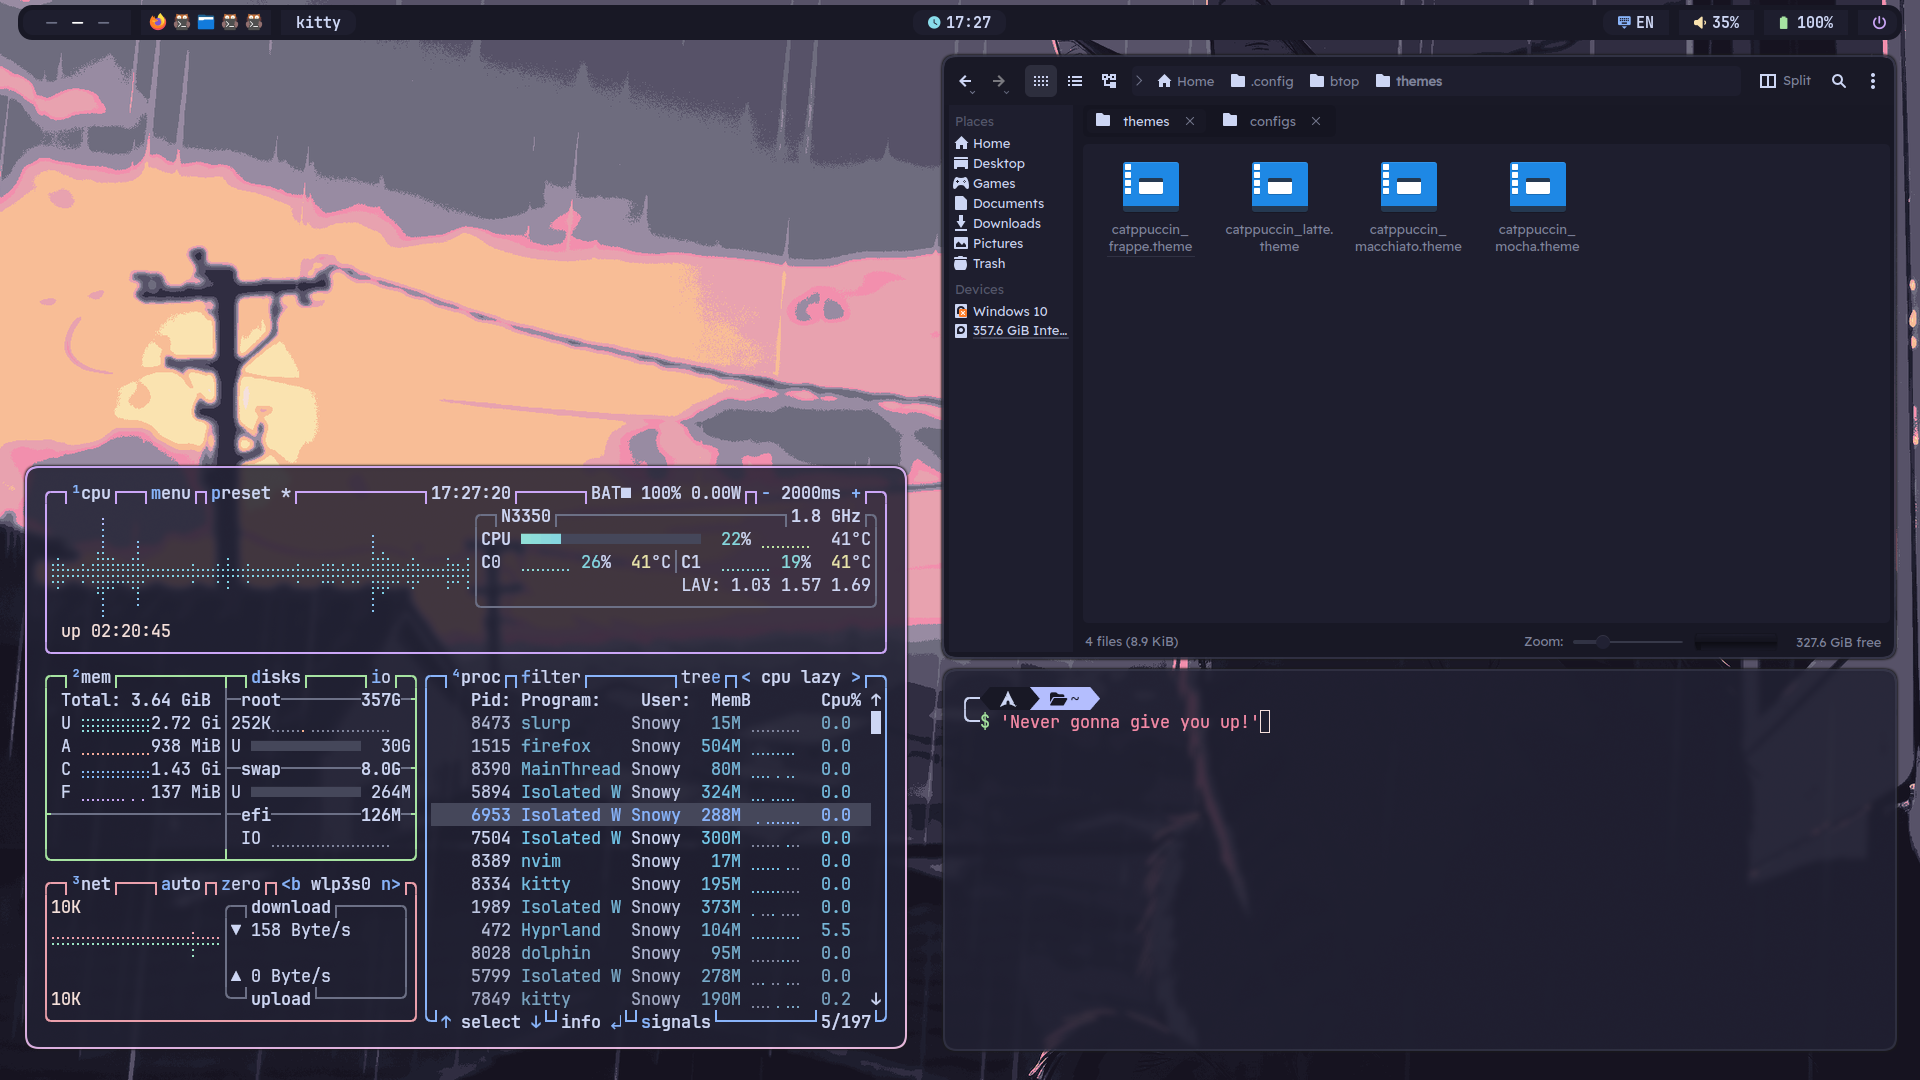 kitty
17:27
EN
35%
100%
Home
.config
btop
themes
Split
themes
configs
Places
Home
Desktop
Games
Documents
Downloads
Pictures
Trash
Devices
Windows 10
357.6 GiB Inte...
catppuccin_
frappe.theme
catppuccin_latte.
theme
catppuccin_
macchiato.theme
catppuccin_
mocha.theme
4 files (8.9 KiB)
Zoom:
327.6 GiB free
1cpu menu preset * 17:27:20 BAT■ 100% 0.00W - 2000ms +
N3350 1.8 GHz
CPU 22% 41°C
C0 26% 41°C C1 19% 41°C
LAV: 1.03 1.57 1.69
up 02:20:45
2mem disks io
Total: 3.64 GiB root 357G
U 2.72 Gi 252K
A 938 MiB U 30G
C 1.43 Gi swap 8.0G
F 137 MiB U 264M
efi 126M
IO
3net auto zero <b wlp3s0 n>
10K download
▼ 158 Byte/s
▲ 0 Byte/s
10K upload
4proc filter tree < cpu lazy >
Pid: Program: User: MemB Cpu% ↑
8473 slurp Snowy 15M 0.0
1515 firefox Snowy 504M 0.0
8390 MainThread Snowy 80M 0.0
5894 Isolated W Snowy 324M 0.0
6953 Isolated W Snowy 288M 0.0
7504 Isolated W Snowy 300M 0.0
8389 nvim Snowy 17M 0.0
8334 kitty Snowy 195M 0.0
1989 Isolated W Snowy 373M 0.0
472 Hyprland Snowy 104M 5.5
8028 dolphin Snowy 95M 0.0
5799 Isolated W Snowy 278M 0.0
7849 kitty Snowy 190M 0.2 ↓
↑ select ↓ info ↲ signals 5/197
~
$ 'Never gonna give you up!'